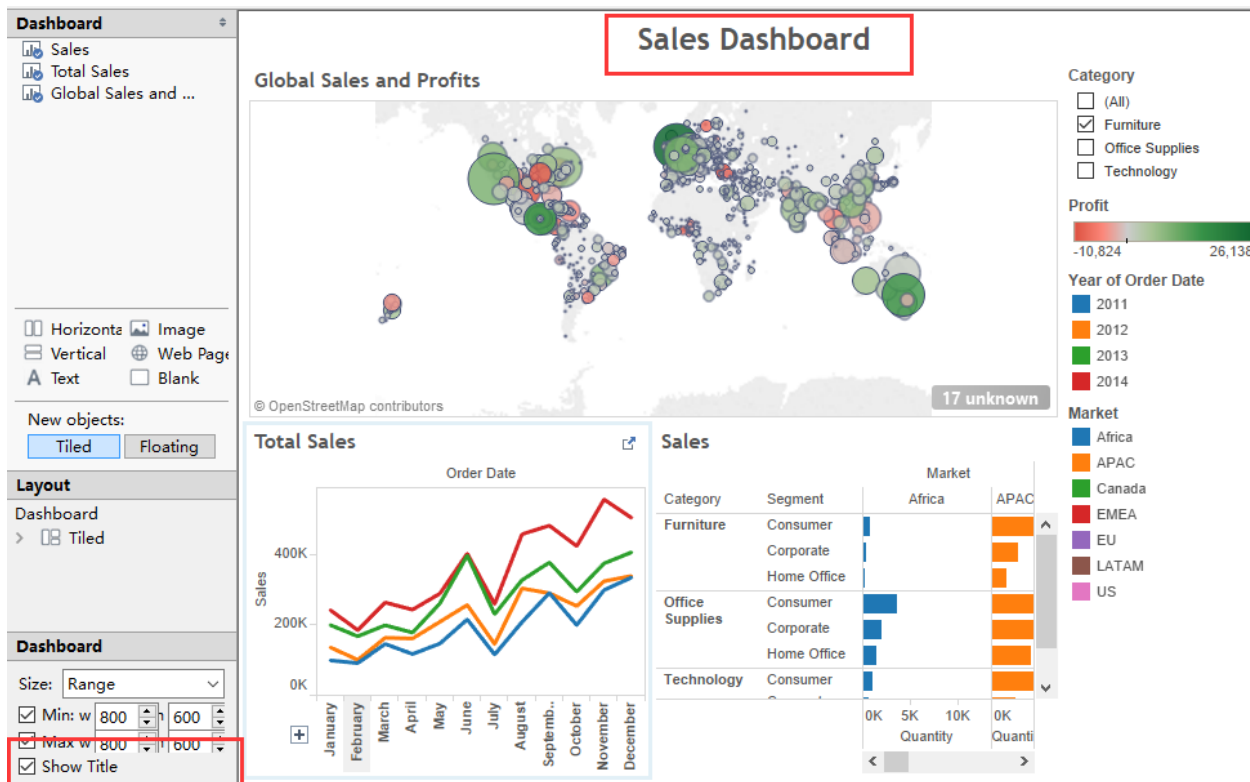 Dashboard
Sales
Total Sales
Global Sales and ...
Horizonta
Image
Vertical
Web Page
Text
Blank
New objects:
Tiled
Floating
Layout
Dashboard
Tiled
Dashboard
Size: Range
Min: w 800 h 600
Max w 800 h 600
Show Title
Sales Dashboard
Global Sales and Profits
© OpenStreetMap contributors
17 unknown
Total Sales
Order Date
Sales
400K
200K
0K
January
February
March
April
May
June
July
August
Septemb..
October
November
December
Sales
Market
Category Segment Africa APAC
Furniture Consumer
Corporate
Home Office
Office Supplies Consumer
Corporate
Home Office
Technology Consumer
0K 5K 10K 0K
Quantity Quanti
Category
(All)
Furniture
Office Supplies
Technology
Profit
-10,824 26,138
Year of Order Date
2011
2012
2013
2014
Market
Africa
APAC
Canada
EMEA
EU
LATAM
US